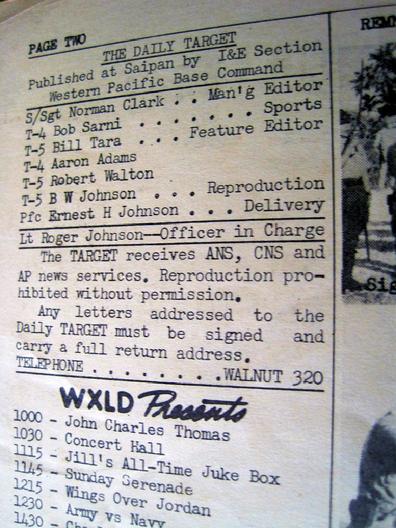 PAGE TWO
THE DAILY TARGET
Published at Saipan by I&E Section
Western Pacific Base Command
S/Sgt Norman Clark . . Man'g Editor
T-4 Bob Sarni . . . . . . . Sports
T-5 Bill Tara . . . Feature Editor
T-4 Aaron Adams
T-5 Robert Walton
T-5 B W Johnson . . . Reproduction
Pfc Ernest H Johnson . . . Delivery
Lt Roger Johnson—Officer in Charge
The TARGET receives ANS, CNS and
AP news services. Reproduction pro-
hibited without permission.
Any letters addressed to the
Daily TARGET must be signed and
carry a full return address.
TELEPHONE . . . . . . . . WALNUT 320
WXLD Presents
1000 - John Charles Thomas
1030 - Concert Hall
1115 - Jill's All-Time Juke Box
1145 - Sunday Serenade
1215 - Wings Over Jordan
1230 - Army vs Navy
1430 -
REM
Sig